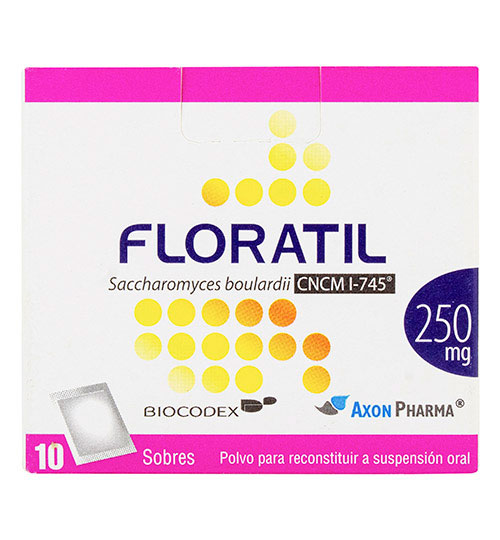 FLORATIL
Saccharomyces boulardii CNCM I-745®
250
mg
BIOCODEX
AXON PHARMA®
10 Sobres Polvo para reconstituir a suspensión oral